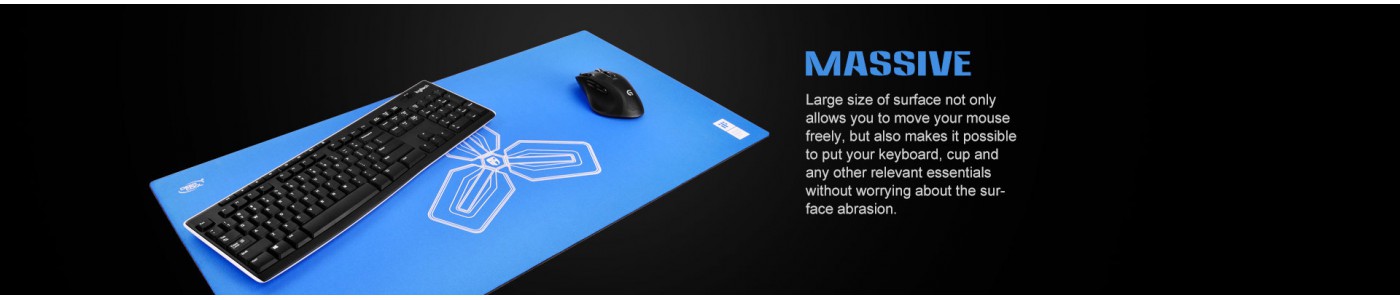 MASSIVE
Large size of surface not only
allows you to move your mouse
freely, but also makes it possible
to put your keyboard, cup and
any other relevant essentials
without worrying about the sur-
face abrasion.